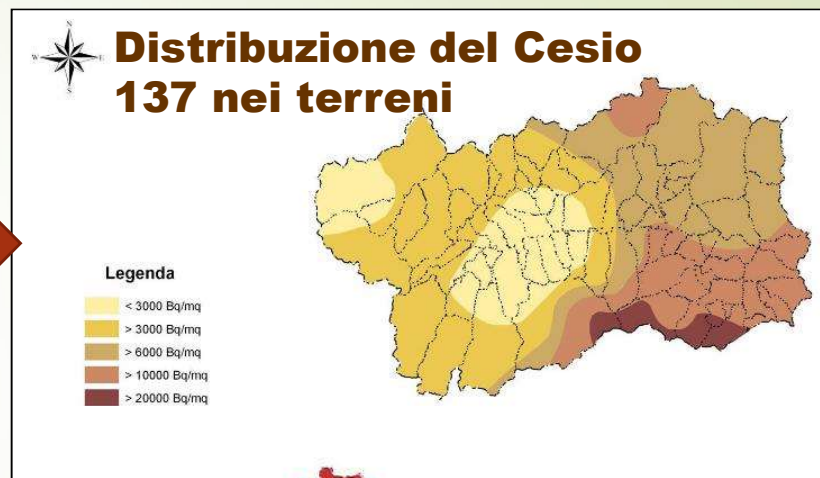 N
W E
S
Distribuzione del Cesio
137 nei terreni
Legenda
< 3000 Bq/mq
> 3000 Bq/mq
> 6000 Bq/mq
> 10000 Bq/mq
> 20000 Bq/mq